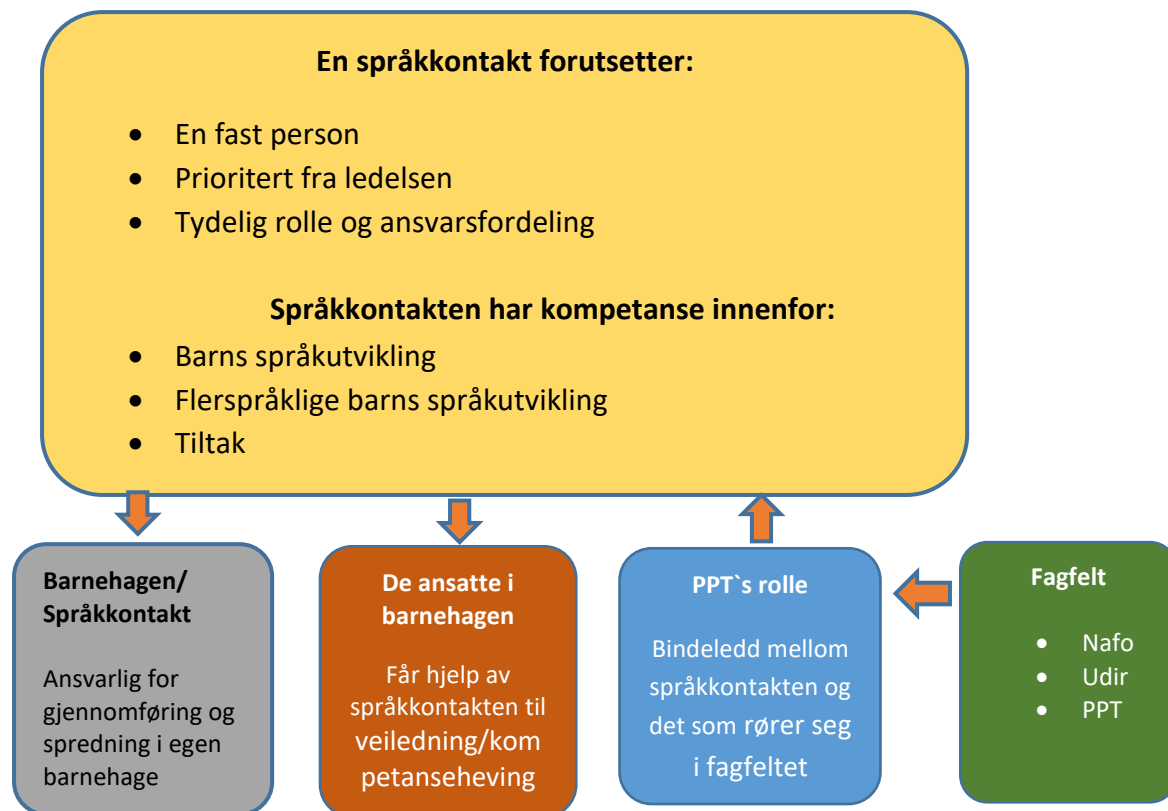 En språkkontakt forutsetter:
• En fast person
• Prioritert fra ledelsen
• Tydelig rolle og ansvarsfordeling
Språkkontakten har kompetanse innenfor:
• Barns språkutvikling
• Flerspråklige barns språkutvikling
• Tiltak
Barnehagen/
Språkkontakt
Ansvarlig for
gjennomføring og
spredning i egen
barnehage
De ansatte i
barnehagen
Får hjelp av
språkkontakten til
veiledning/kom
petanseheving
PPT`s rolle
Bindeledd mellom
språkkontakten og
det som rører seg
i fagfeltet
Fagfelt
• Nafo
• Udir
• PPT